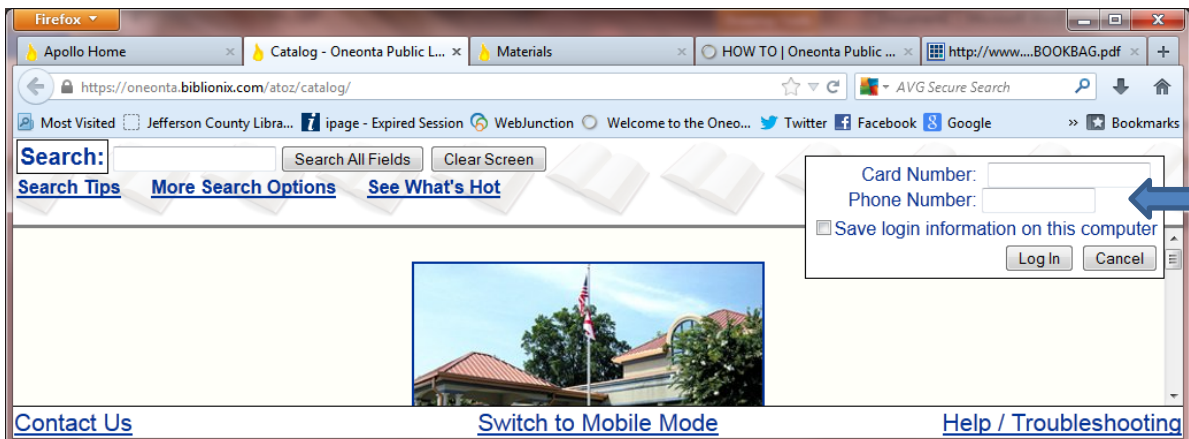 Firefox
Apollo Home
Catalog - Oneonta Public L...
Materials
HOW TO | Oneonta Public ...
http://www....BOOKBAG.pdf
https://oneonta.biblionix.com/atoz/catalog/
AVG Secure Search
Most Visited
Jefferson County Libra...
ipage - Expired Session
WebJunction
Welcome to the Oneo...
Twitter
Facebook
Google
Bookmarks
Search:
Search All Fields
Clear Screen
Search Tips
More Search Options
See What's Hot
Card Number:
Phone Number:
Save login information on this computer
Log In
Cancel
Contact Us
Switch to Mobile Mode
Help / Troubleshooting